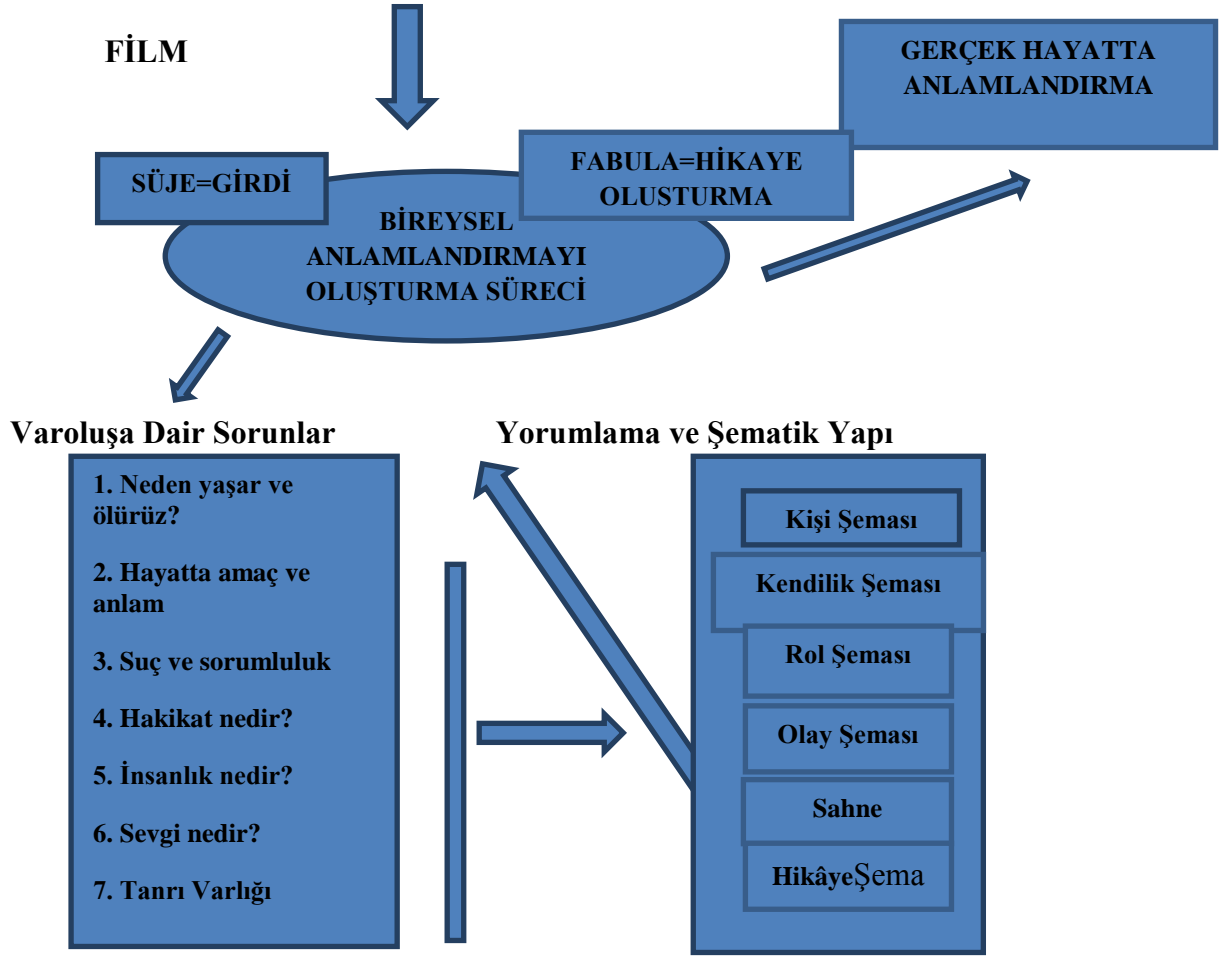 FİLM
GERÇEK HAYATTA
ANLAMLANDIRMA
SÜJE=GİRDİ
FABULA=HİKAYE
OLUSTURMA
BİREYSEL
ANLAMLANDIRMAYI
OLUŞTURMA SÜRECİ
Varoluşa Dair Sorunlar
1. Neden yaşar ve
ölürüz?
2. Hayatta amaç ve
anlam
3. Suç ve sorumluluk
4. Hakikat nedir?
5. İnsanlık nedir?
6. Sevgi nedir?
7. Tanrı Varlığı
Yorumlama ve Şematik Yapı
Kişi Şeması
Kendilik Şeması
Rol Şeması
Olay Şeması
Sahne
HikâyeŞema